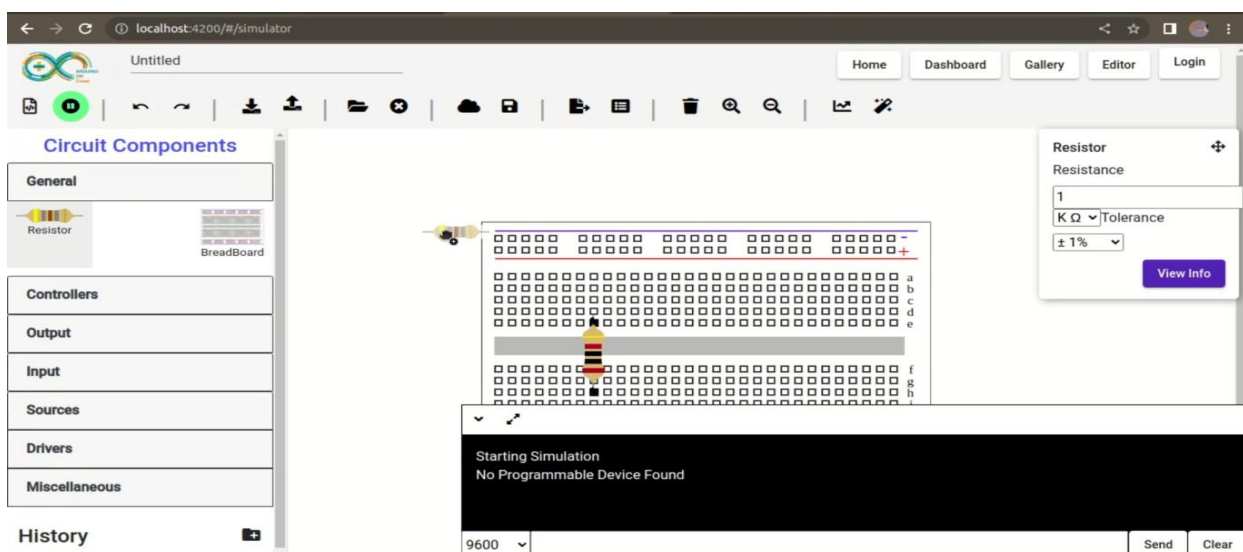 localhost:4200/#/simulator
Untitled
Home
Dashboard
Gallery
Editor
Login
Circuit Components
General
Resistor
BreadBoard
Controllers
Output
Input
Sources
Drivers
Miscellaneous
History
-
+
a
b
c
d
e
f
g
h
Resistor
Resistance
1
K Ω Tolerance
± 1%
View Info
Starting Simulation
No Programmable Device Found
9600
Send
Clear